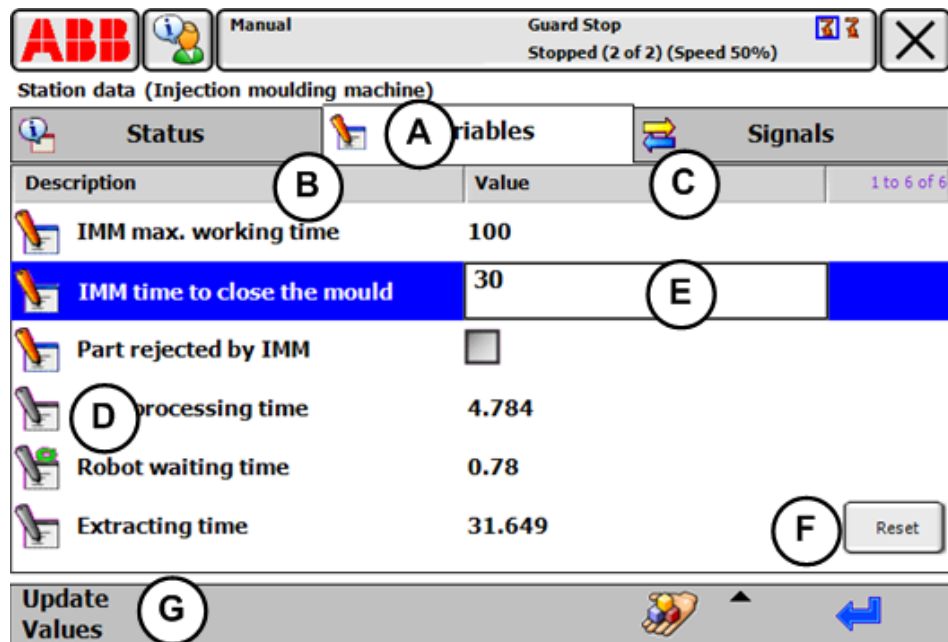 ABB
Manual
Guard Stop
Stopped (2 of 2) (Speed 50%)
Station data (Injection moulding machine)
Status
A
riables
Signals
Description
B
Value
C
1 to 6 of 6
IMM max. working time
100
IMM time to close the mould
30
E
Part rejected by IMM
D
processing time
4.784
Robot waiting time
0.78
Extracting time
31.649
F
Reset
Update
Values
G